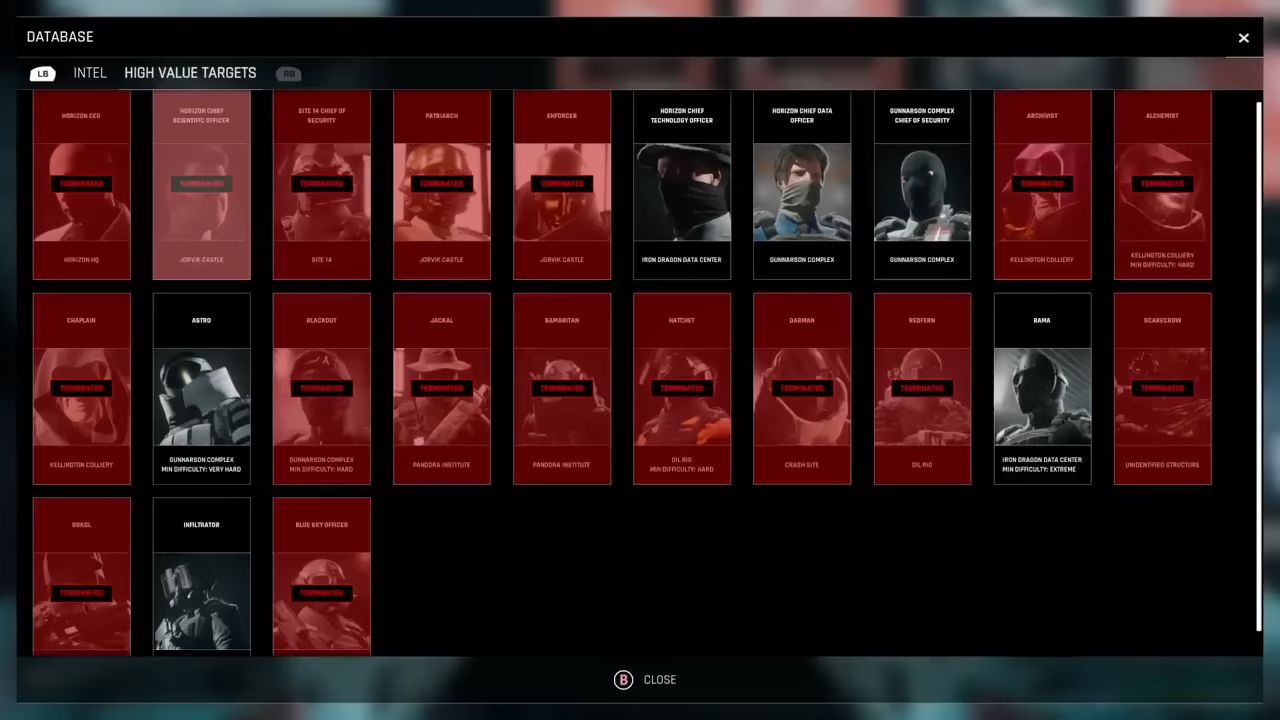 DATABASE
LB INTEL HIGH VALUE TARGETS RB
HORIZON CEO
HORIZON CHIEF
SCIENTIFIC OFFICER
SITE 14 CHIEF OF
SECURITY
PATRIARCH
ENFORCER
HORIZON CHIEF
TECHNOLOGY OFFICER
HORIZON CHIEF DATA
OFFICER
GUNNARSON COMPLEX
CHIEF OF SECURITY
ARCHIVIST
ALCHEMIST
TERMINATED
TERMINATED
TERMINATED
TERMINATED
TERMINATED
TERMINATED
TERMINATED
HORIZON HQ
JORVIK CASTLE
SITE 14
JORVIK CASTLE
JORVIK CASTLE
IRON DRAGON DATA CENTER
GUNNARSON COMPLEX
GUNNARSON COMPLEX
KELLINGTON COLLIERY
KELLINGTON COLLIERY
MIN DIFFICULTY: HARD
CHAPLAIN
ASTRO
BLACKOUT
JACKAL
SAMARITAN
HATCHET
DARMAN
REDFERN
RAMA
SCARECROW
TERMINATED
TERMINATED
TERMINATED
TERMINATED
TERMINATED
TERMINATED
TERMINATED
TERMINATED
KELLINGTON COLLIERY
GUNNARSON COMPLEX
MIN DIFFICULTY: VERY HARD
GUNNARSON COMPLEX
MIN DIFFICULTY: HARD
PANDORA INSTITUTE
PANDORA INSTITUTE
OIL RIG
MIN DIFFICULTY: HARD
CRASH SITE
OIL RIG
IRON DRAGON DATA CENTER
MIN DIFFICULTY: EXTREME
UNIDENTIFIED STRUCTURE
SOKOL
INFILTRATOR
BLUE SKY OFFICER
TERMINATED
TERMINATED
B CLOSE